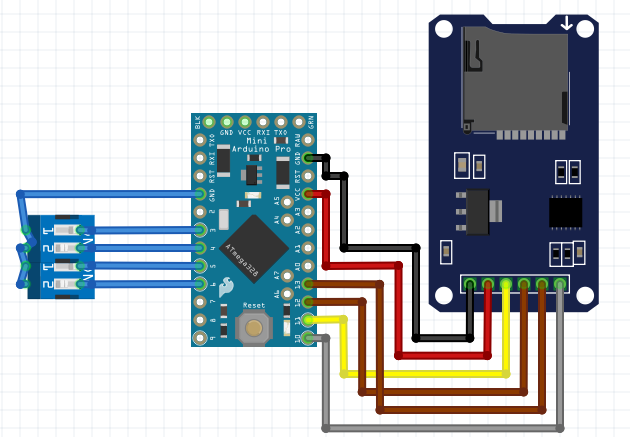 BLK
GND VCC RXI TXO
GRN
TXO
RXI
RST
GND
2
3
4
5
6
7
8
9
Mini
Arduino Pro
RAW
GND
RST
VCC
A3
A2
A1
A0
13
12
11
10
A5
A4
A7
A6
ATmega328
Reset
1
2
1
2
ON